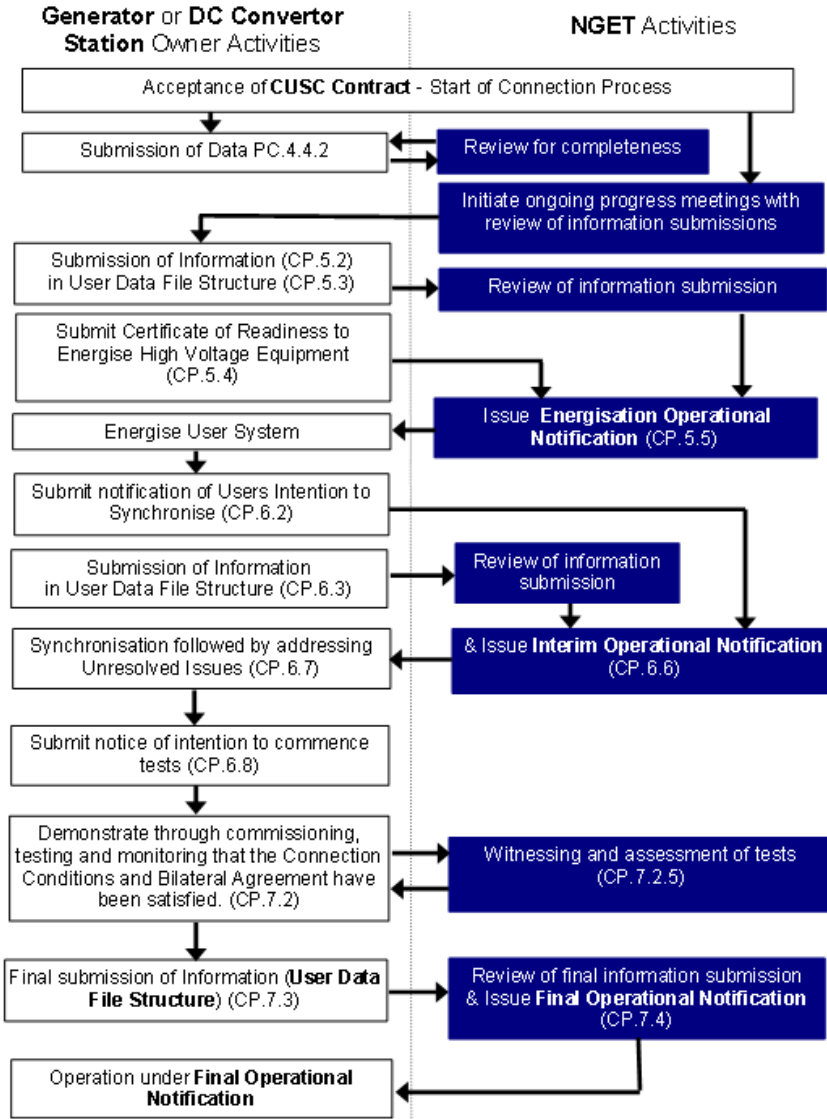 Generator or DC Convertor
Station Owner Activities
NGET Activities
Acceptance of CUSC Contract - Start of Connection Process
Submission of Data PC.4.4.2
Review for completeness
Initiate ongoing progress meetings with
review of information submissions
Submission of Information (CP.5.2)
in User Data File Structure (CP.5.3)
Review of information submission
Submit Certificate of Readiness to
Energise High Voltage Equipment
(CP.5.4)
Issue Energisation Operational
Notification (CP.5.5)
Energise User System
Submit notification of Users Intention to
Synchronise (CP.6.2)
Submission of Information
in User Data File Structure (CP.6.3)
Review of information
submission
Synchronisation followed by addressing
Unresolved Issues (CP.6.7)
& Issue Interim Operational Notification
(CP.6.6)
Submit notice of intention to commence
tests (CP.6.8)
Demonstrate through commissioning,
testing and monitoring that the Connection
Conditions and Bilateral Agreement have
been satisfied. (CP.7.2)
Witnessing and assessment of tests
(CP.7.2.5)
Final submission of Information (User Data
File Structure) (CP.7.3)
Review of final information submission
& Issue Final Operational Notification
(CP.7.4)
Operation under Final Operational
Notification